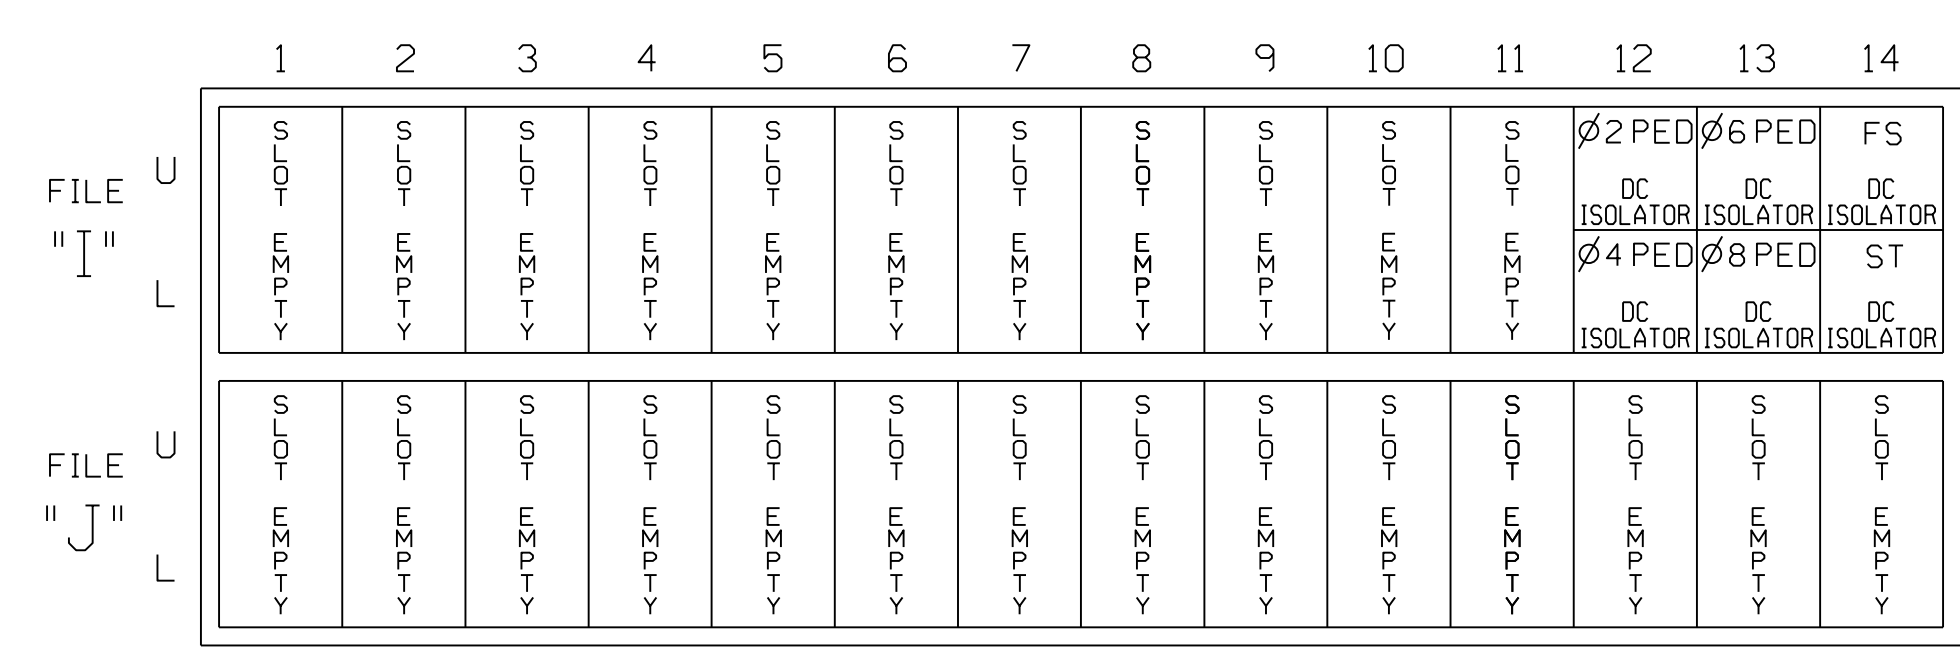 1 2 3 4 5 6 7 8 9 10 11 12 13 14
FILE "I"
U
L
SLOT EMPTY SLOT EMPTY SLOT EMPTY SLOT EMPTY SLOT EMPTY SLOT EMPTY SLOT EMPTY SLOT EMPTY SLOT EMPTY SLOT EMPTY SLOT EMPTY
Ø2 PED Ø6 PED FS
DC DC DC
ISOLATOR ISOLATOR ISOLATOR
Ø4 PED Ø8 PED ST
DC DC DC
ISOLATOR ISOLATOR ISOLATOR
FILE "J"
U
L
SLOT EMPTY SLOT EMPTY SLOT EMPTY SLOT EMPTY SLOT EMPTY SLOT EMPTY SLOT EMPTY SLOT EMPTY SLOT EMPTY SLOT EMPTY SLOT EMPTY SLOT EMPTY SLOT EMPTY SLOT EMPTY